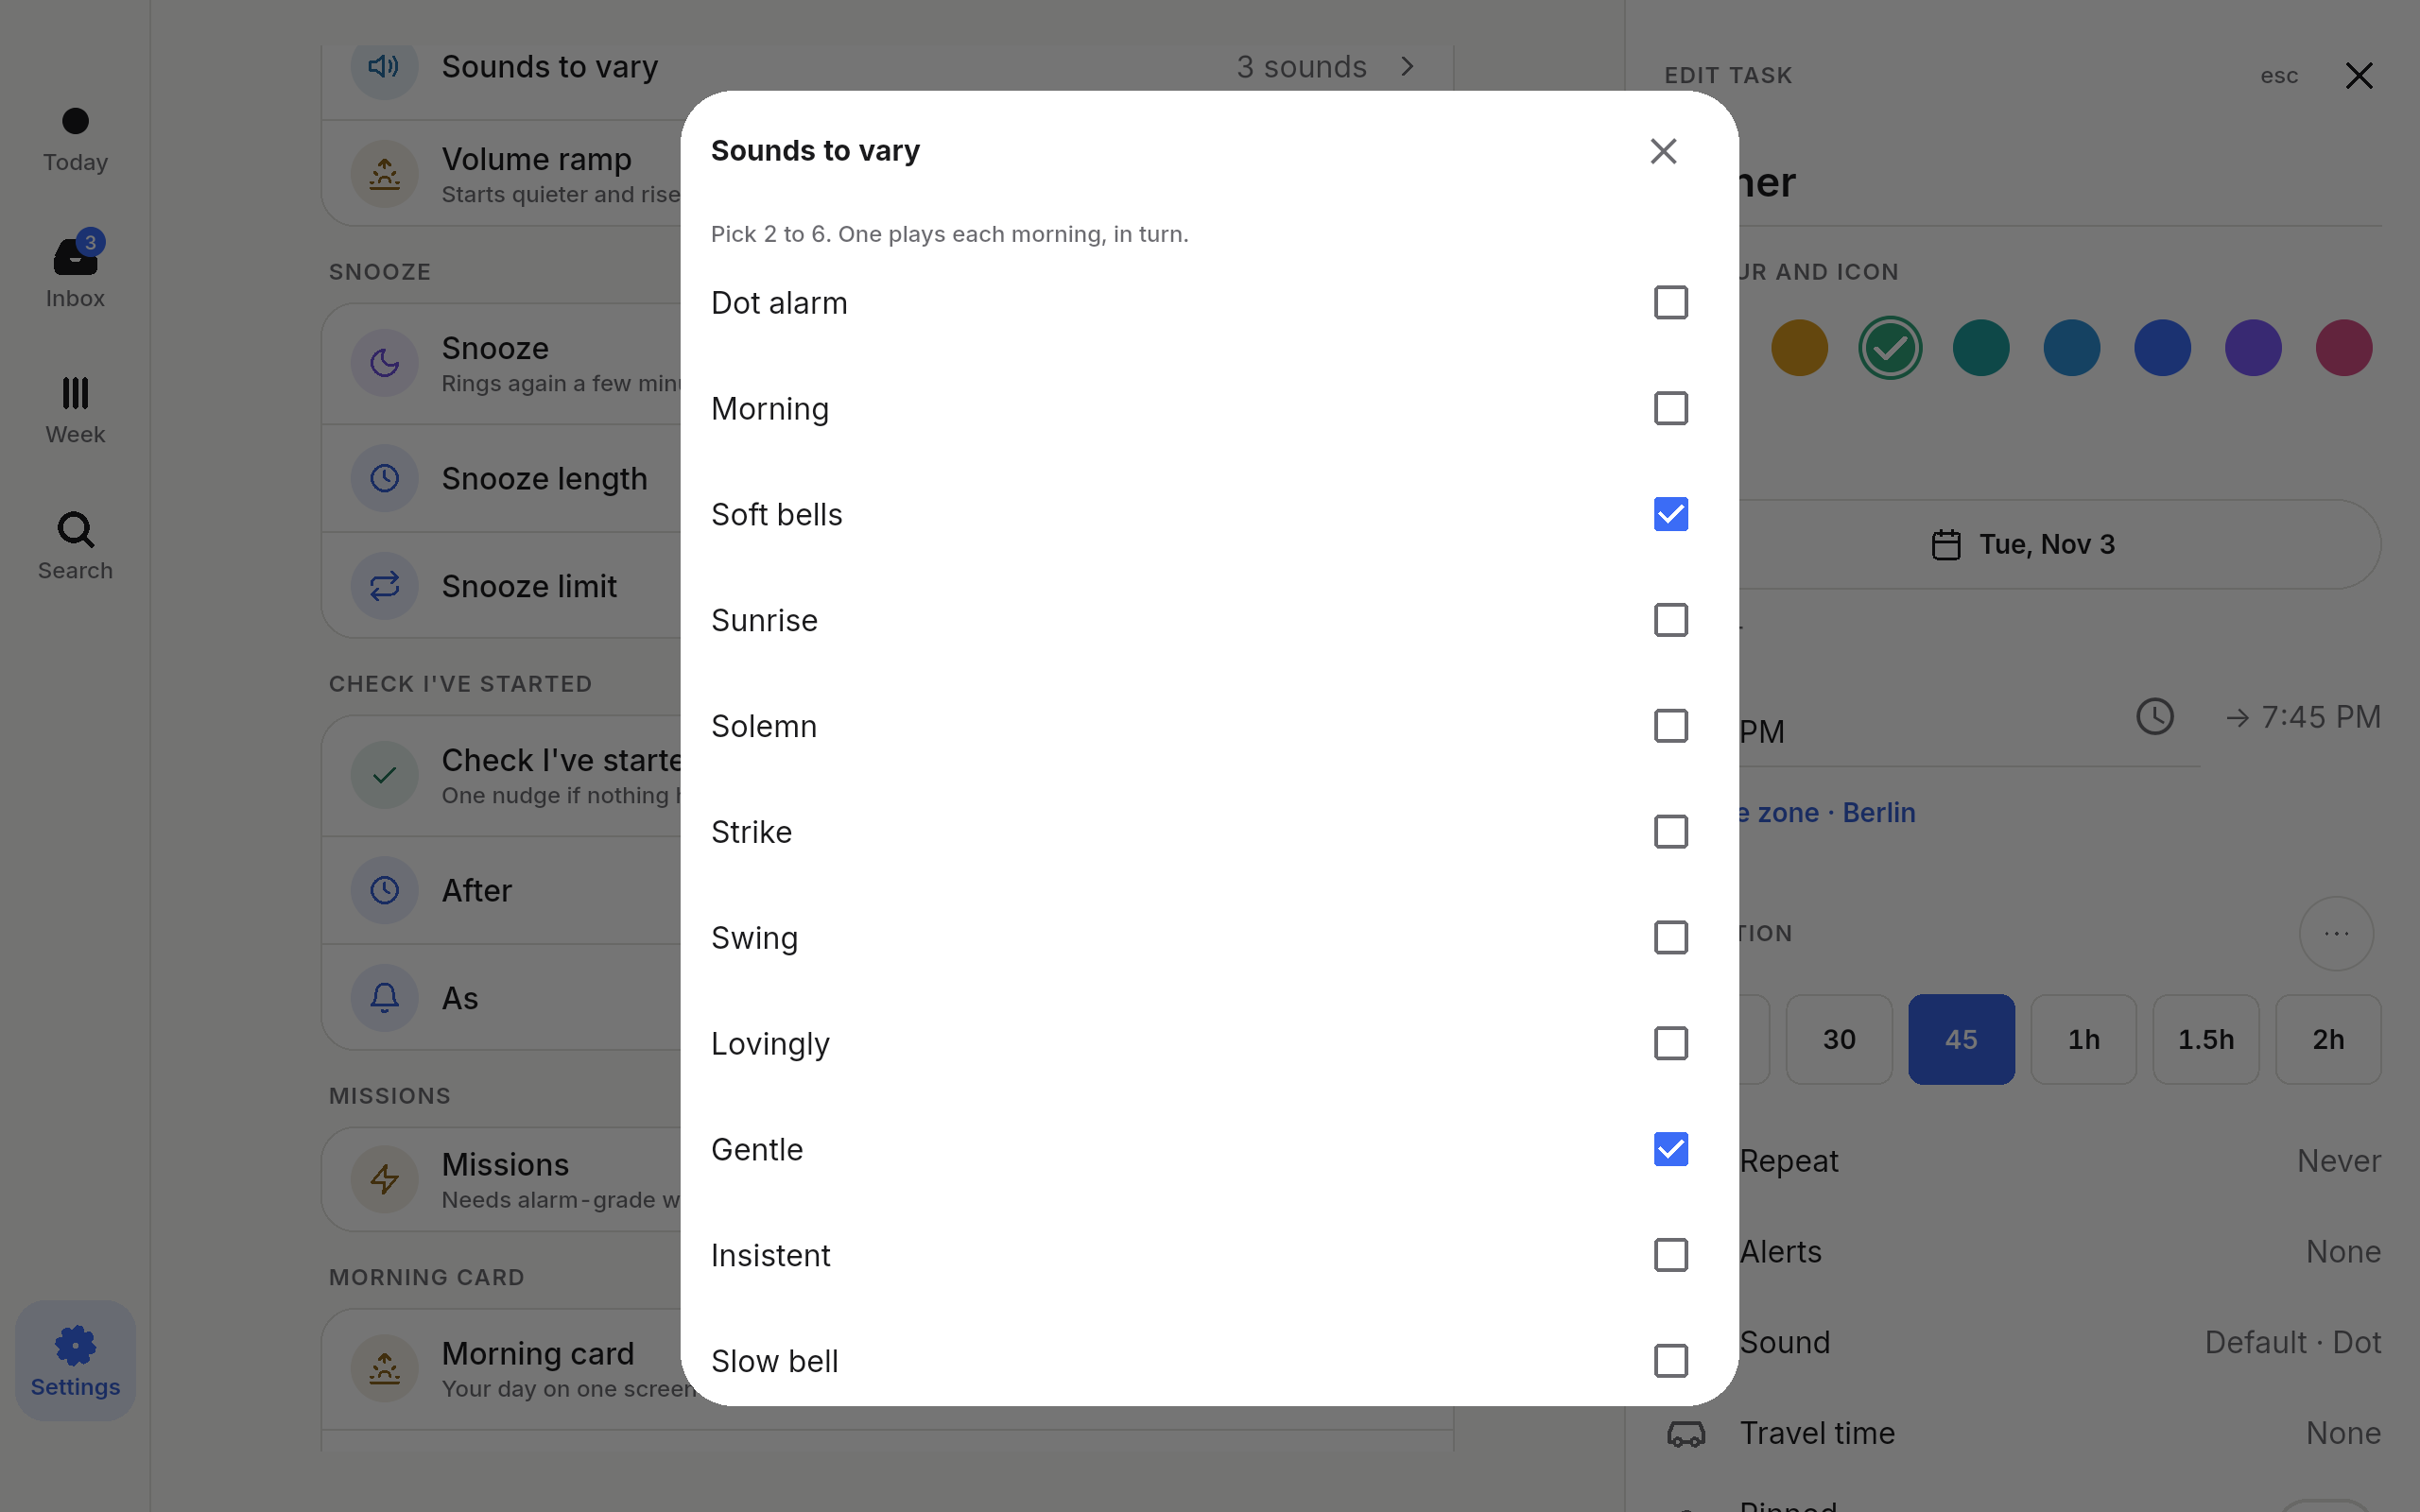 Today
3
Inbox
Week
Search
Settings
Sounds to vary
3 sounds
Volume ramp
Starts quieter and rise
SNOOZE
Snooze
Rings again a few
Snooze length
Snooze limit
CHECK I'VE STARTED
Check I've starte
One nudge if nothing
After
As
MISSIONS
Missions
Needs alarm-grade w
MORNING CARD
Morning card
Your day on one screen
Sounds to vary
Pick 2 to 6. One plays each morning, in turn.
Dot alarm
Morning
Soft bells
Sunrise
Solemn
Strike
Swing
Lovingly
Gentle
Insistent
Slow bell
EDIT TASK
esc
ner
UR AND ICON
Tue, Nov 3
PM
→ 7:45 PM
e zone · Berlin
TION
...
30
45
1h
1.5h
2h
Repeat
Never
Alerts
None
Sound
Default · Dot
Travel time
None